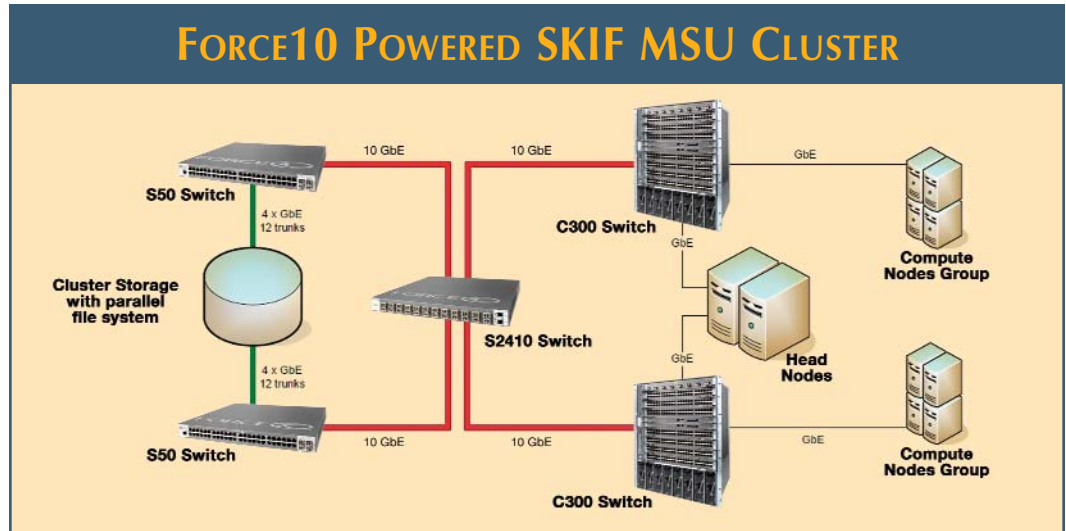 FORCE10 POWERED SKIF MSU CLUSTER
10 GbE
10 GbE
GbE
S50 Switch
4 x GbE
12 trunks
C300 Switch
GbE
Compute
Nodes Group
Cluster Storage
with parallel
file system
S2410 Switch
Head
Nodes
GbE
4 x GbE
12 trunks
S50 Switch
10 GbE
10 GbE
GbE
Compute
Nodes Group
C300 Switch